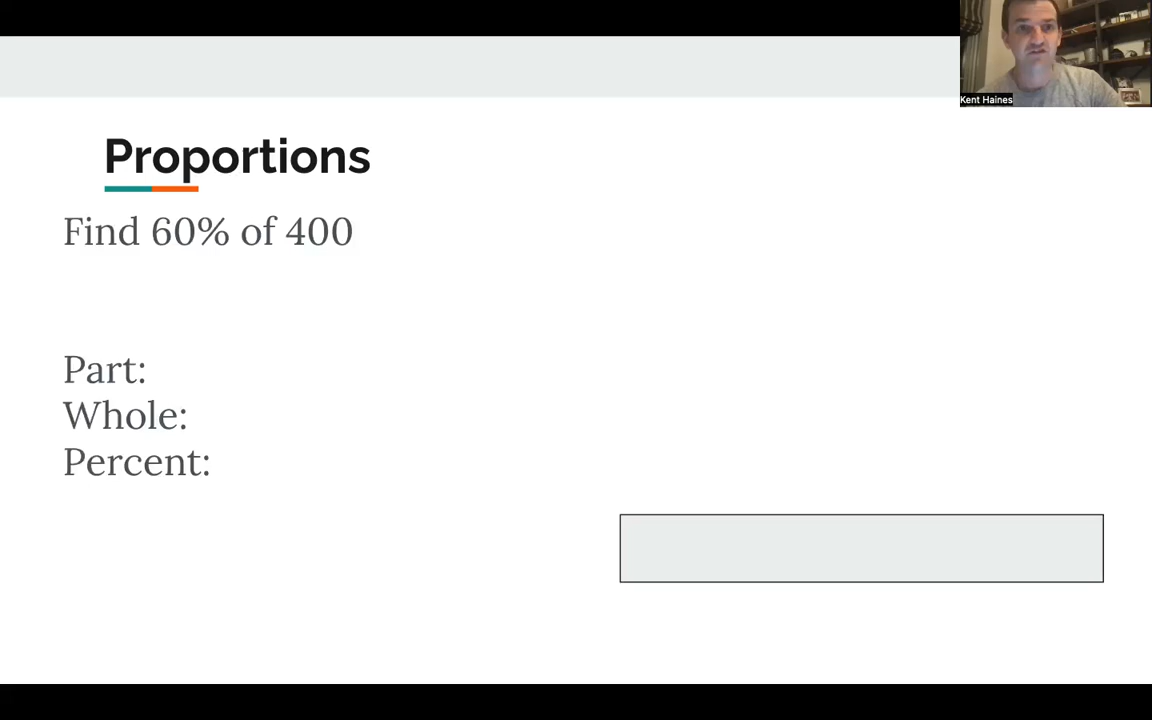 Kent Haines
Proportions
Find 60% of 400
Part:
Whole:
Percent: